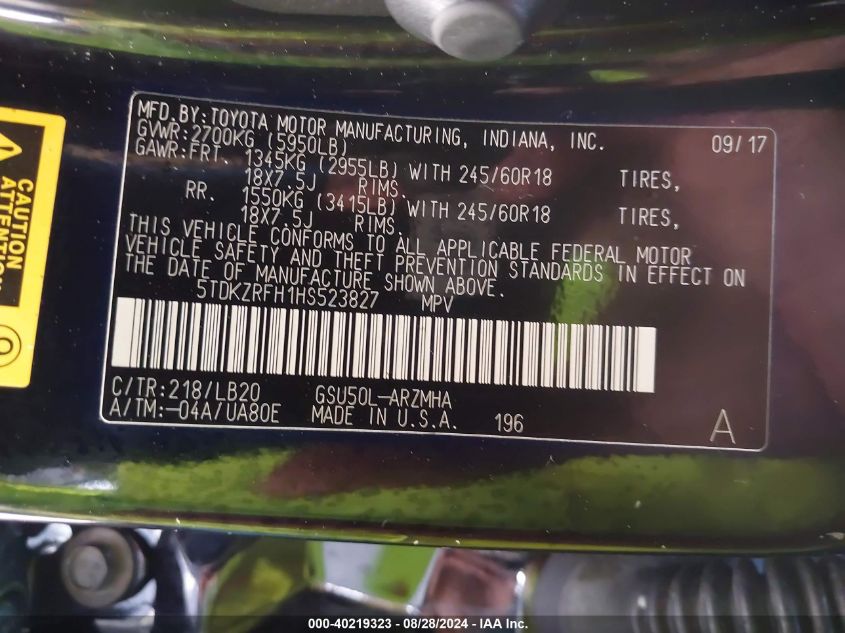 MFD.BY:TOYOTA MOTOR MANUFACTURING, INDIANA, INC. 09/17
GVWR:2700KG (5950LB)
GAWR:FRT. 1345KG (2955LB) WITH 245/60R18 TIRES,
18X7.5J RIMS.
RR. 1550KG (3415LB) WITH 245/60R18 TIRES,
18X7.5J RIMS.
THIS VEHICLE CONFORMS TO ALL APPLICABLE FEDERAL MOTOR
VEHICLE SAFETY AND THEFT PREVENTION STANDARDS IN EFFECT ON
THE DATE OF MANUFACTURE SHOWN ABOVE.
5TDKZRFH1HS523827 MPV
C/TR:218/LB20 GSU50L-ARZMHA
A/TM:-04A/UA80E MADE IN U.S.A. 196 A
CAUTION
ATTENTION
000-40219323 - 08/28/2024 - IAA Inc.